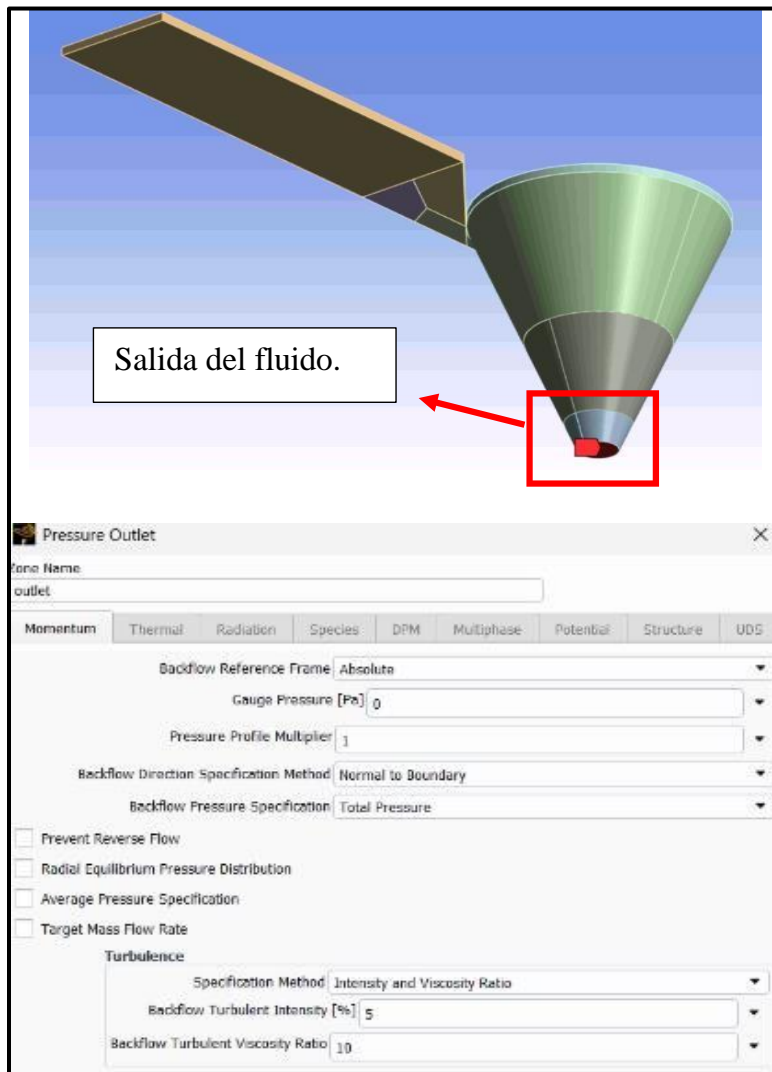 Salida del fluido.
Pressure Outlet
Zone Name
outlet
Momentum Thermal Radiation Species DPM Multiphase Potential Structure UDS
Backflow Reference Frame Absolute
Gauge Pressure [Pa] 0
Pressure Profile Multiplier 1
Backflow Direction Specification Method Normal to Boundary
Backflow Pressure Specification Total Pressure
Prevent Reverse Flow
Radial Equilibrium Pressure Distribution
Average Pressure Specification
Target Mass Flow Rate
Turbulence
Specification Method Intensity and Viscosity Ratio
Backflow Turbulent Intensity [%] 5
Backflow Turbulent Viscosity Ratio 10